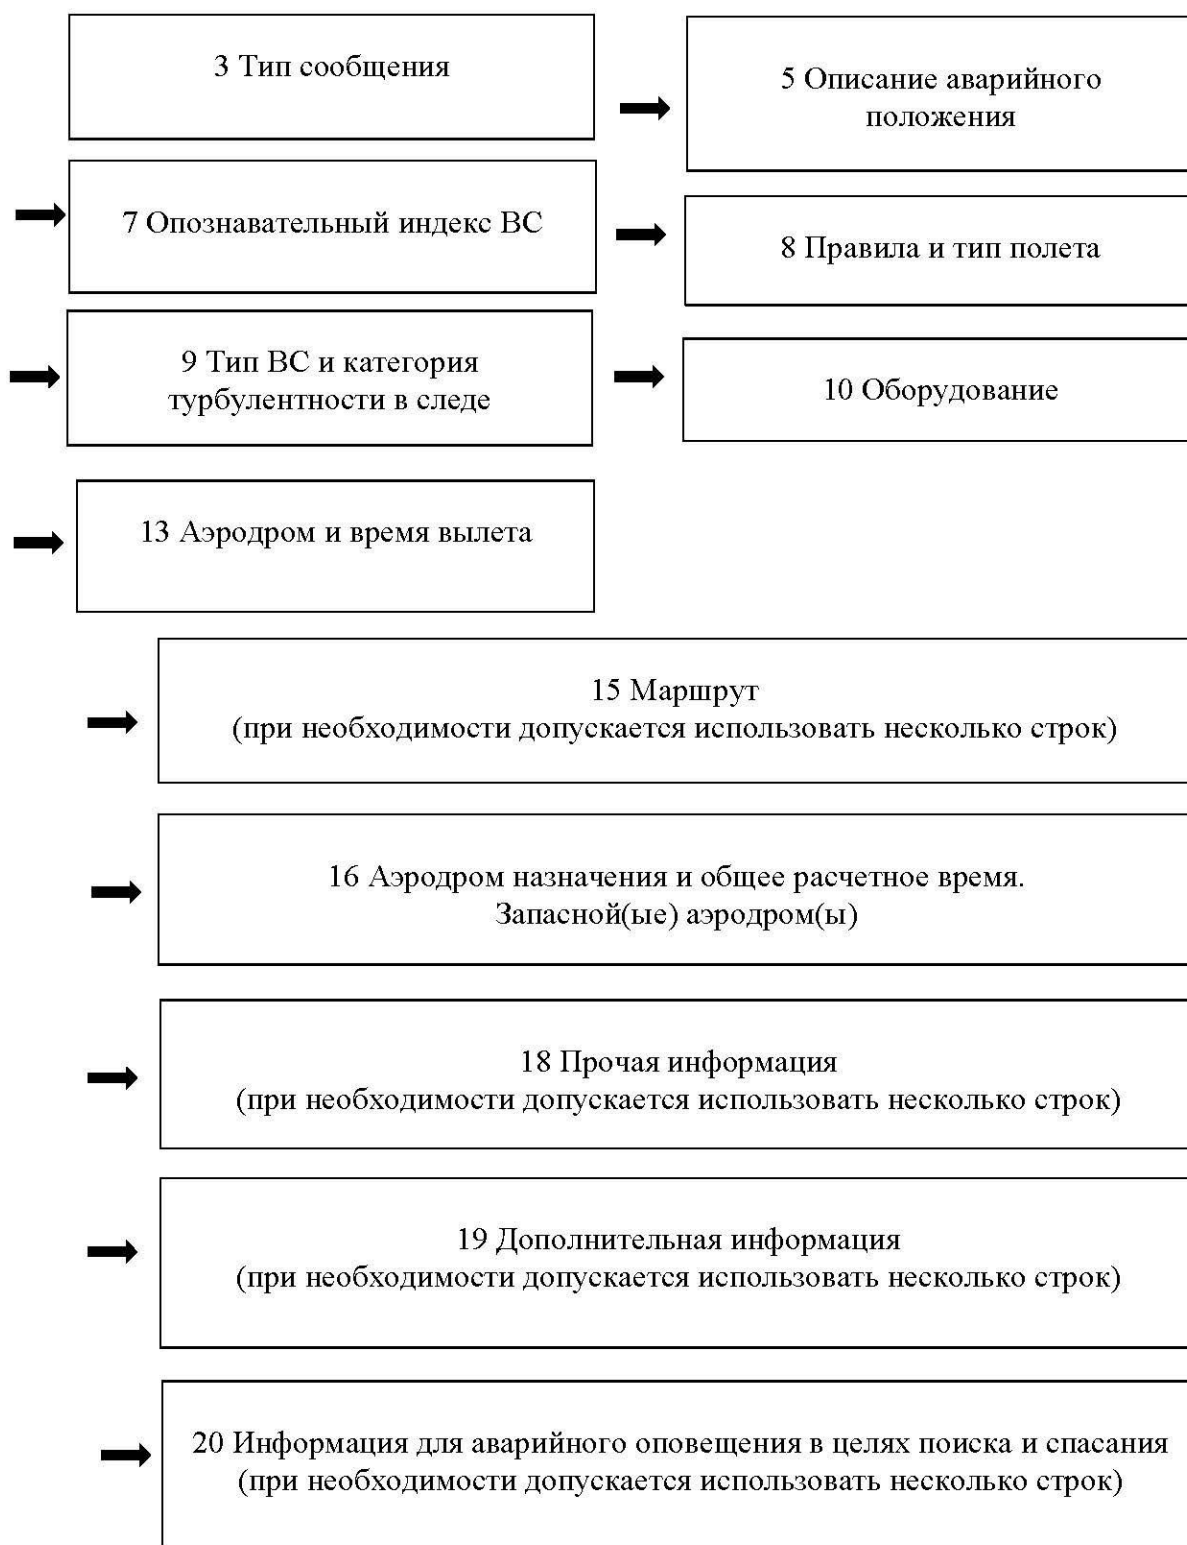 3 Тип сообщения
5 Описание аварийного
положения
7 Опознавательный индекс ВС
8 Правила и тип полета
9 Тип ВС и категория
турбулентности в следе
10 Оборудование
13 Аэродром и время вылета
15 Маршрут
(при необходимости допускается использовать несколько строк)
16 Аэродром назначения и общее расчетное время.
Запасной(ые) аэродром(ы)
18 Прочая информация
(при необходимости допускается использовать несколько строк)
19 Дополнительная информация
(при необходимости допускается использовать несколько строк)
20 Информация для аварийного оповещения в целях поиска и спасания
(при необходимости допускается использовать несколько строк)